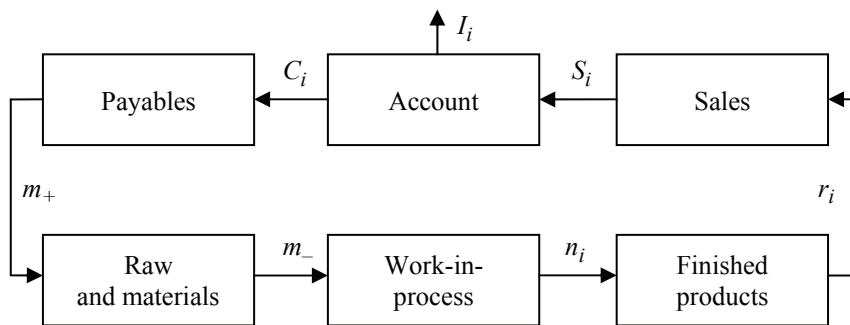 I_i
C_i
S_i
Payables
Account
Sales
m_+
r_i
m_–
n_i
Raw
and materials
Work-in-
process
Finished
products